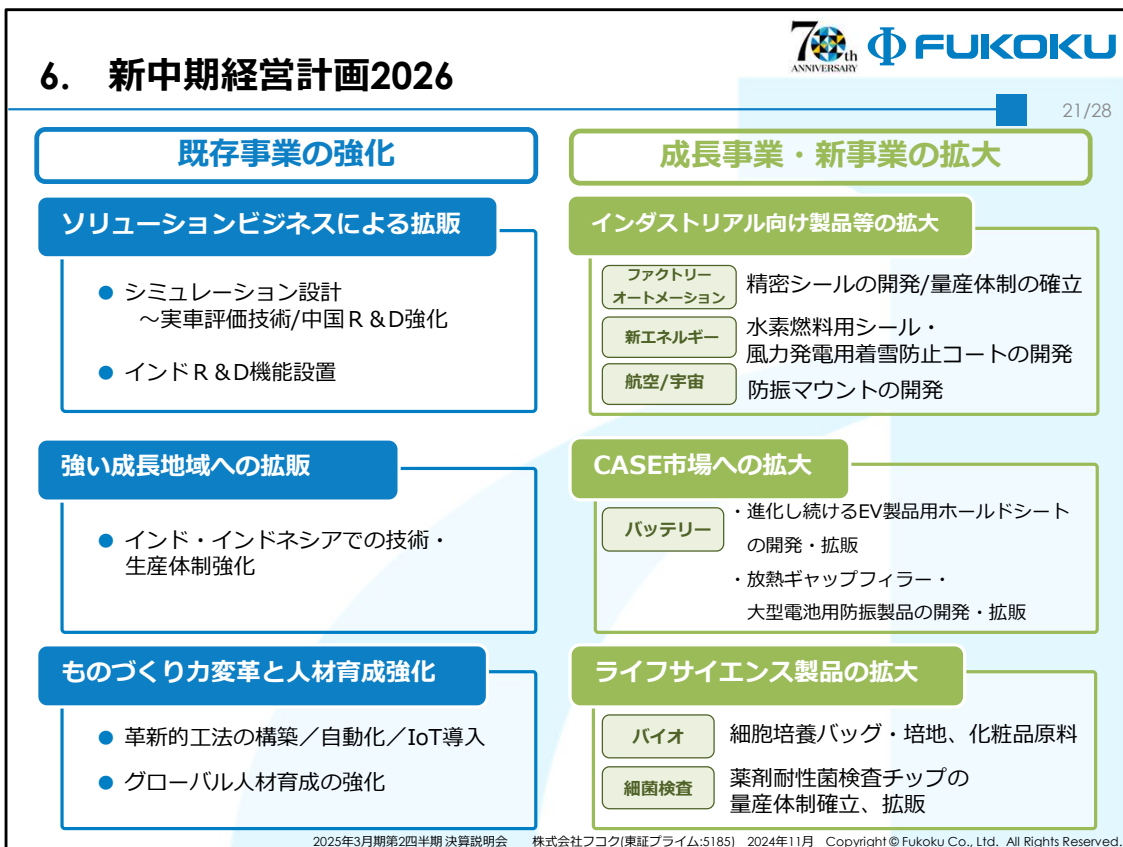 6. 新中期経営計画2026
70th
ANNIVERSARY
FUKOKU
21/28
既存事業の強化
ソリューションビジネスによる拡販
● シミュレーション設計
～実車評価技術/中国R&D強化
● インドR&D機能設置
強い成長地域への拡販
● インド・インドネシアでの技術・
生産体制強化
ものづくり力変革と人材育成強化
● 革新的工法の構築／自動化／IoT導入
● グローバル人材育成の強化
成長事業・新事業の拡大
インダストリアル向け製品等の拡大
ファクトリー
オートメーション
精密シールの開発/量産体制の確立
新エネルギー
水素燃料用シール・
風力発電用着雪防止コートの開発
航空/宇宙
防振マウントの開発
CASE市場への拡大
バッテリー
・進化し続けるEV製品用ホールドシート
の開発・拡販
・放熱ギャップフィラー・
大型電池用防振製品の開発・拡販
ライフサイエンス製品の拡大
バイオ
細胞培養バッグ・培地、化粧品原料
細菌検査
薬剤耐性菌検査チップの
量産体制確立、拡販
2025年3月期第2四半期 決算説明会 株式会社フコク(東証プライム:5185) 2024年11月 Copyright © Fukoku Co., Ltd. All Rights Reserved.